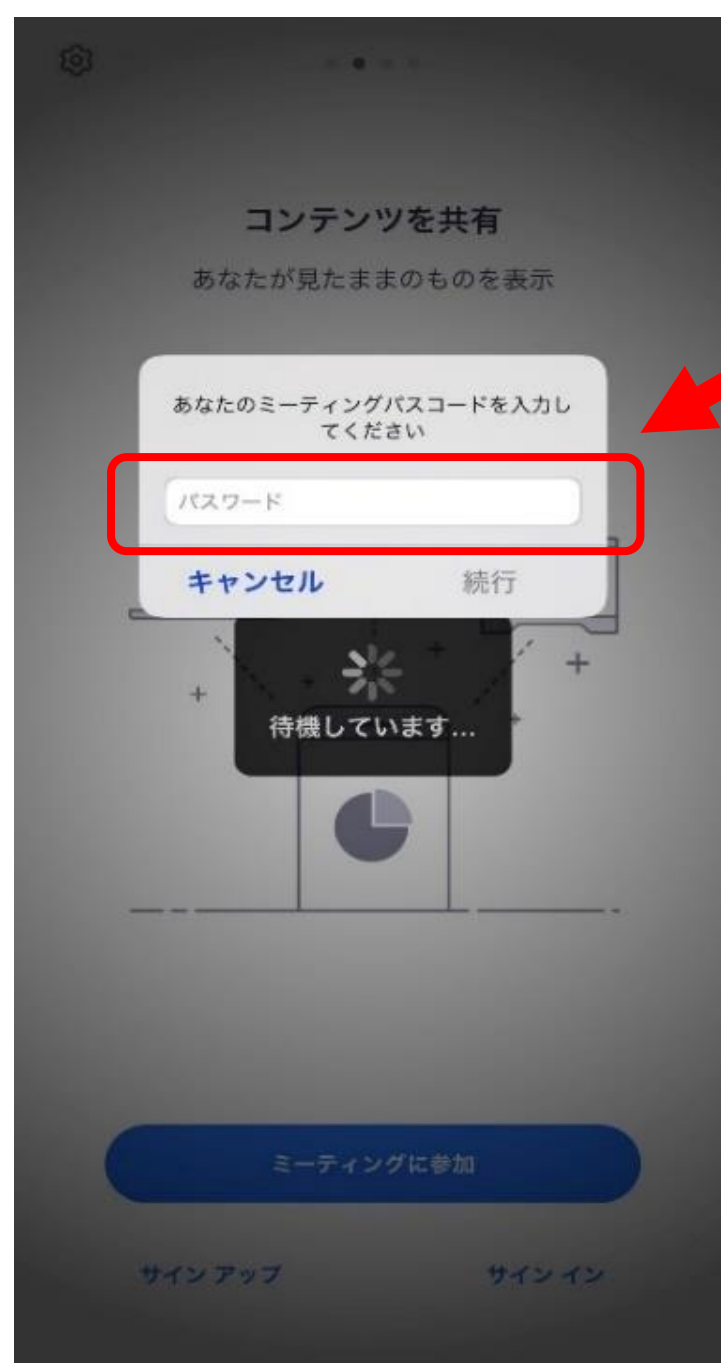 コンテンツを共有
あなたが見たままのものを表示
あなたのミーティングパスコードを入力し
てください
パスワード
キャンセル 続行
待機しています...
ミーティングに参加
サイン アップ サイン イン